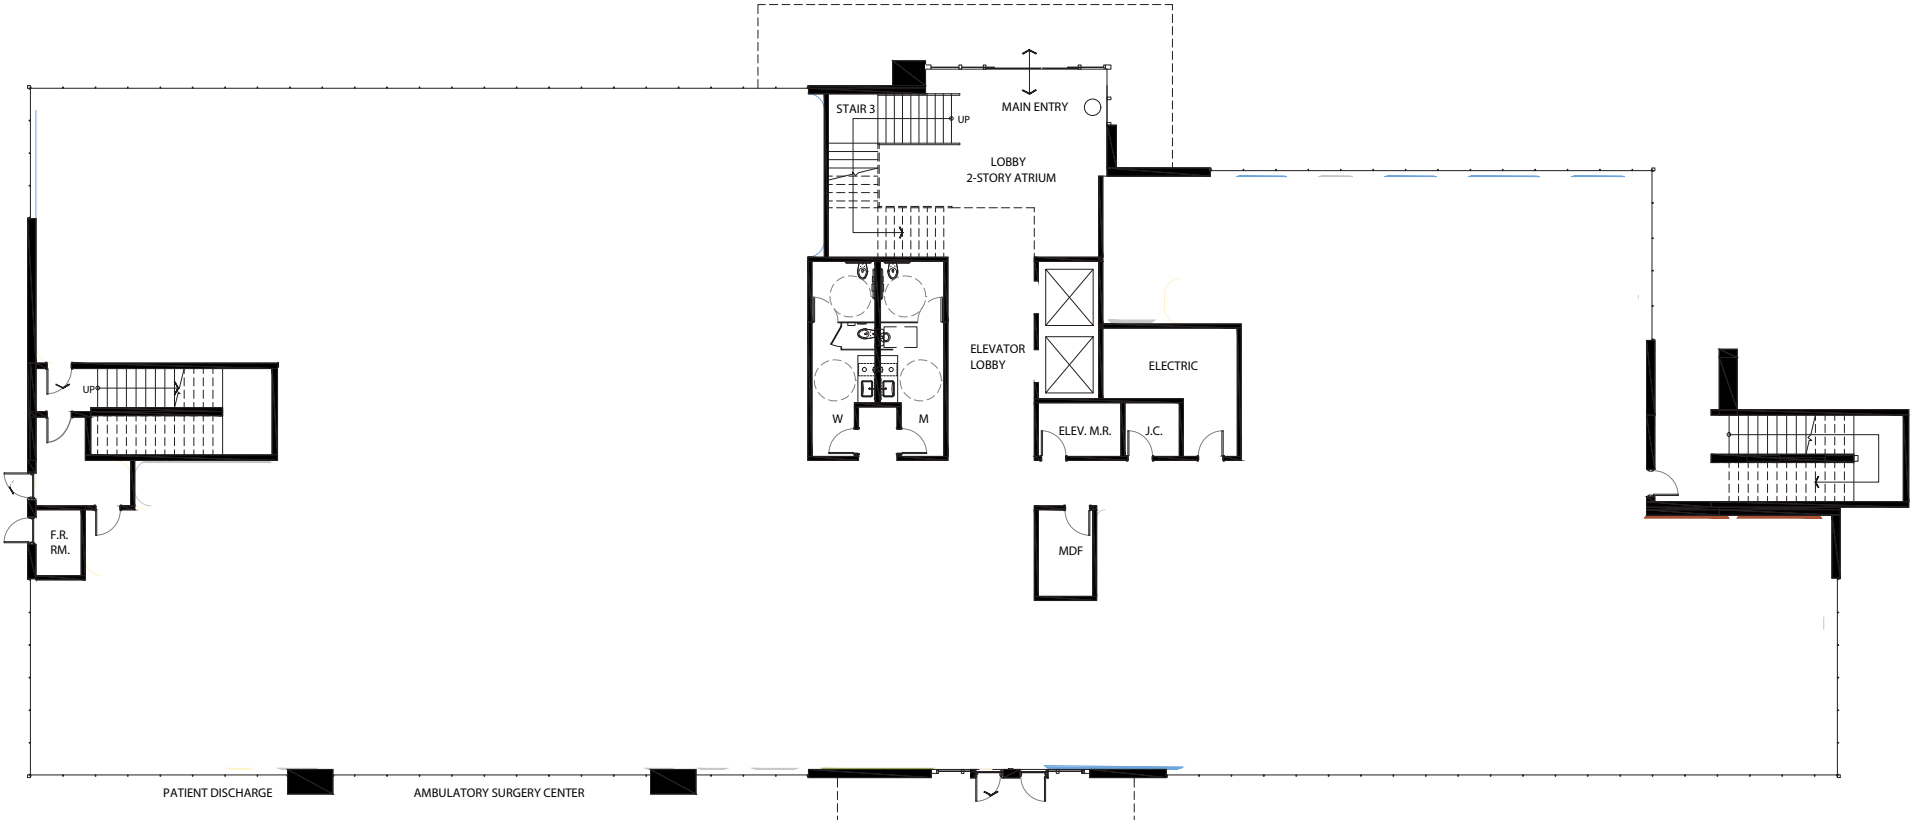 STAIR 3
MAIN ENTRY
UP
LOBBY
2-STORY ATRIUM
ELEVATOR
LOBBY
ELECTRIC
UP
W
M
ELEV. M.R.
J.C.
F.R.
RM.
MDF
PATIENT DISCHARGE
AMBULATORY SURGERY CENTER